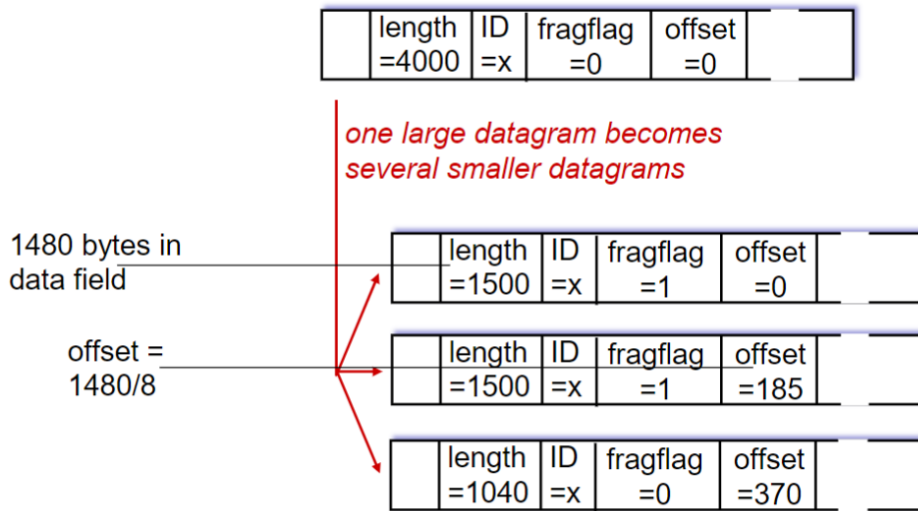 length ID fragflag offset
=4000 =x =0 =0
one large datagram becomes
several smaller datagrams
1480 bytes in
data field
length ID fragflag offset
=1500 =x =1 =0
offset =
1480/8
length ID fragflag offset
=1500 =x =1 =185
length ID fragflag offset
=1040 =x =0 =370